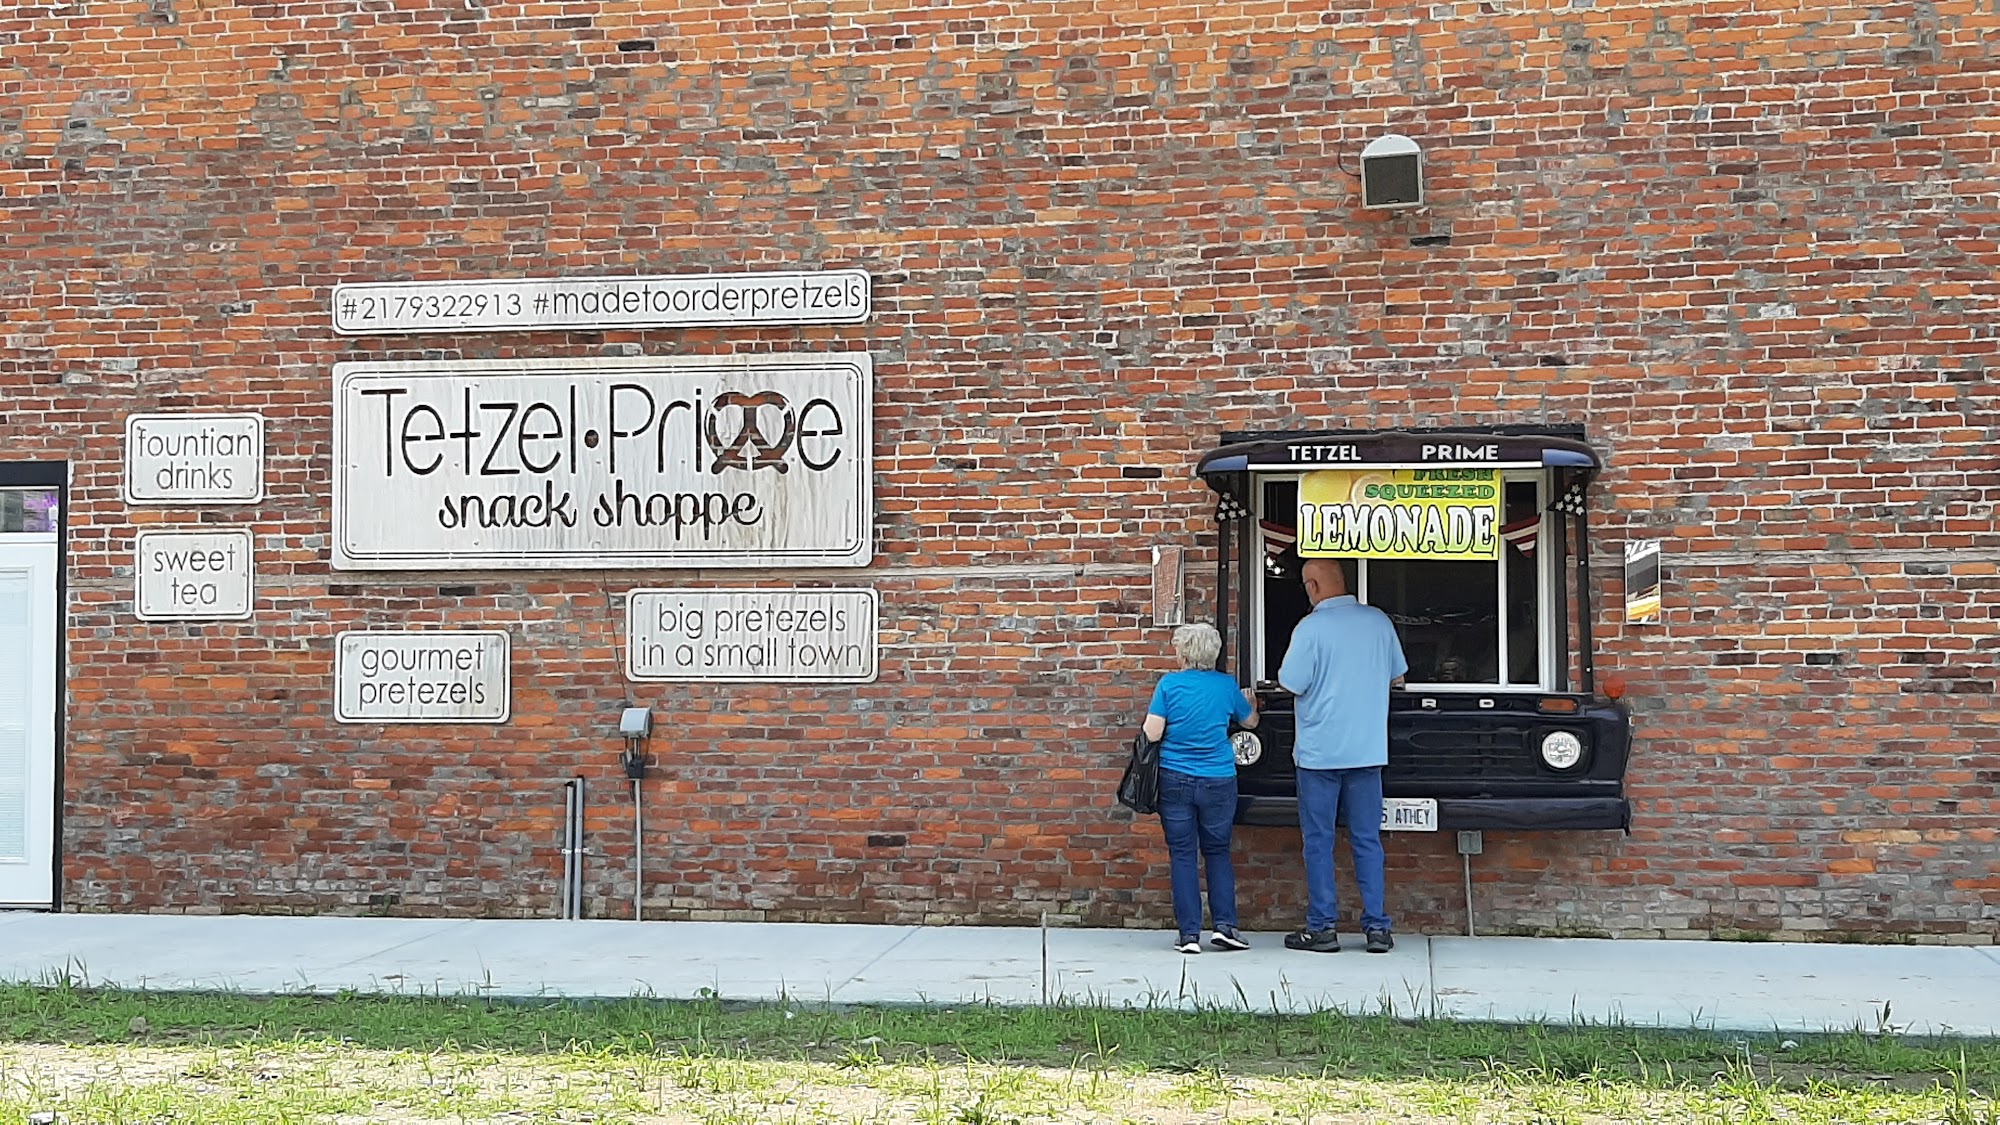 #2179322913 #madetoorderpretzels
Tetzel·Prime
snack shoppe
fountian
drinks
sweet
tea
gourmet
pretezels
big pretezels
in a small town
TETZEL PRIME
FRESH
SQUEEZED
LEMONADE
R D
ATHEY